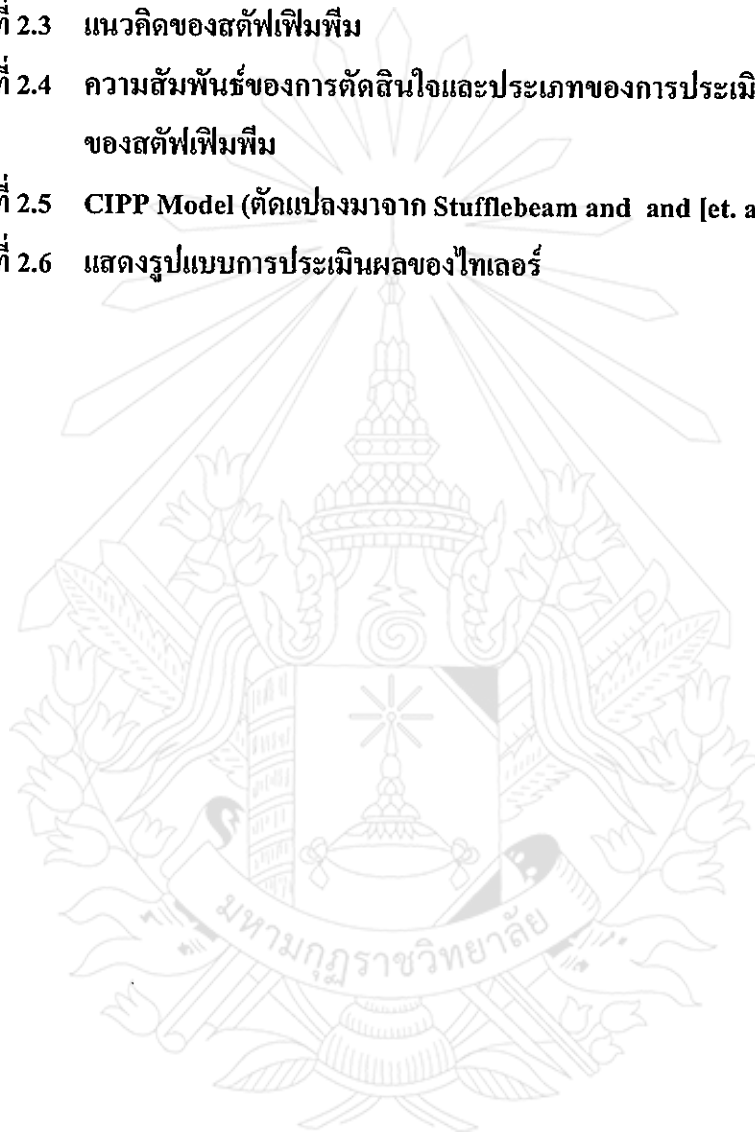 ที่ 2.3 แนวคิดของสตัฟเฟิมพีม
ที่ 2.4 ความสัมพันธ์ของการตัดสินใจและประเภทของการประเมิ
ของสตัฟเฟิมพีม
ที่ 2.5 CIPP Model (ตัดแปลงมาจาก Stufflebeam and and [et. a
ที่ 2.6 แสดงรูปแบบการประเมินผลของไทเลอร์
มหามกุฏราชวิทยาลัย